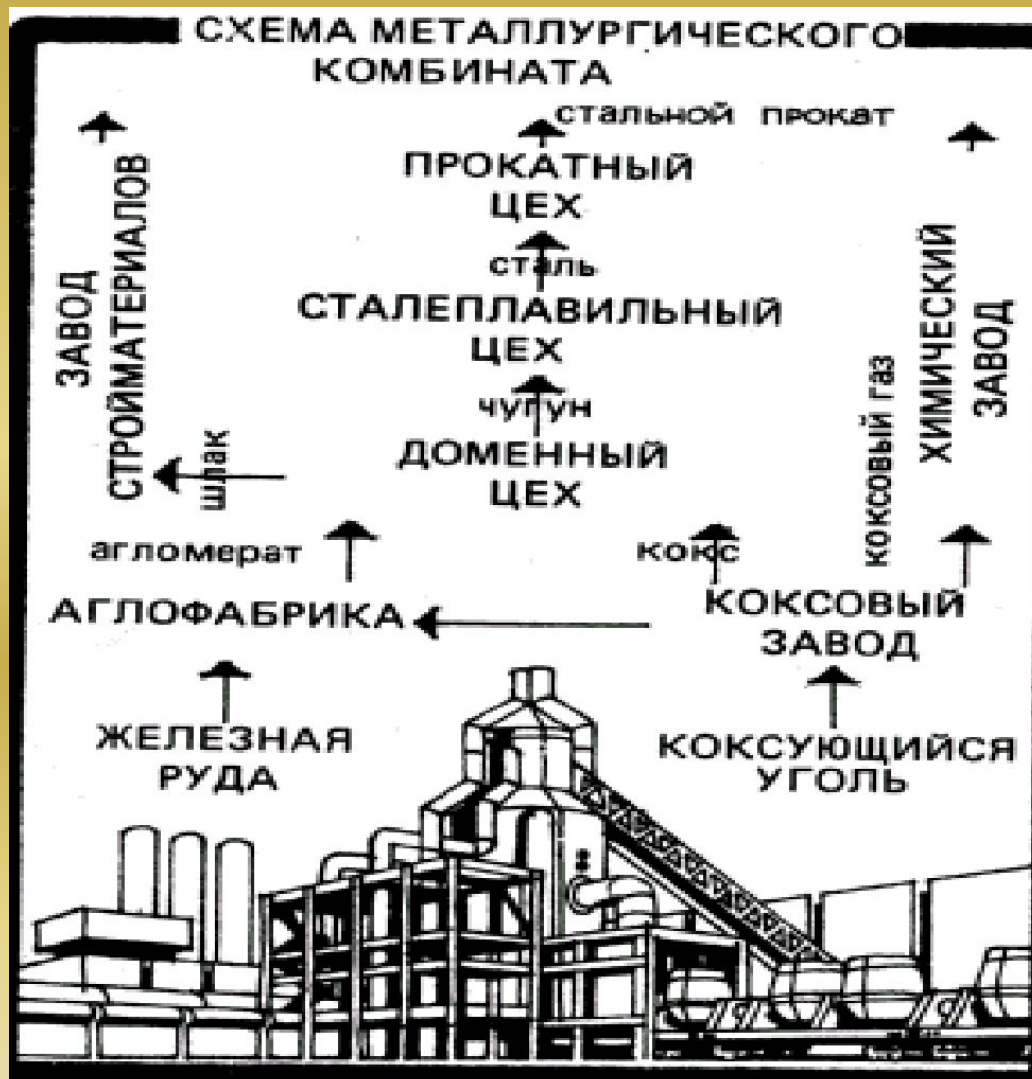 СХЕМА МЕТАЛЛУРГИЧЕСКОГО
КОМБИНАТА
стальной прокат
ПРОКАТНЫЙ
ЦЕХ
сталь
СТАЛЕПЛАВИЛЬНЫЙ
ЦЕХ
чугун
ДОМЕННЫЙ
ЦЕХ
ЗАВОД
СТРОЙМАТЕРИАЛОВ
шлак
коксовый газ
ХИМИЧЕСКИЙ
ЗАВОД
агломерат
кокс
АГЛОФАБРИКА
КОКСОВЫЙ
ЗАВОД
ЖЕЛЕЗНАЯ
РУДА
КОКСУЮЩИЙСЯ
УГОЛЬ